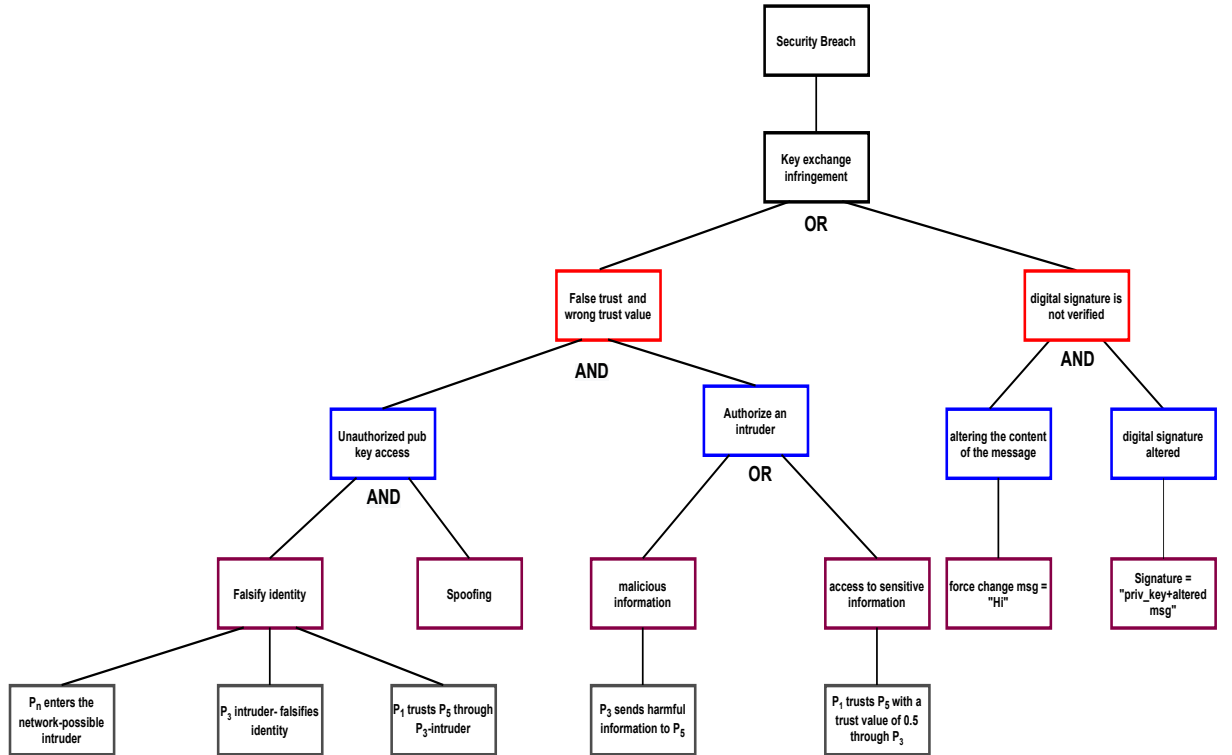 Security Breach
Key exchange
infringement
OR
False trust and
wrong trust value
digital signature is
not verified
AND
AND
Unauthorized pub
key access
Authorize an
intruder
altering the content
of the message
digital signature
altered
AND
OR
Falsify identity
Spoofing
malicious
information
access to sensitive
information
force change msg =
"Hi"
Signature =
"priv_key+altered
msg"
Pn enters the
network-possible
intruder
P3 intruder- falsifies
identity
P1 trusts P5 through
P3-intruder
P3 sends harmful
information to P5
P1 trusts P5 with a
trust value of 0.5
through P3